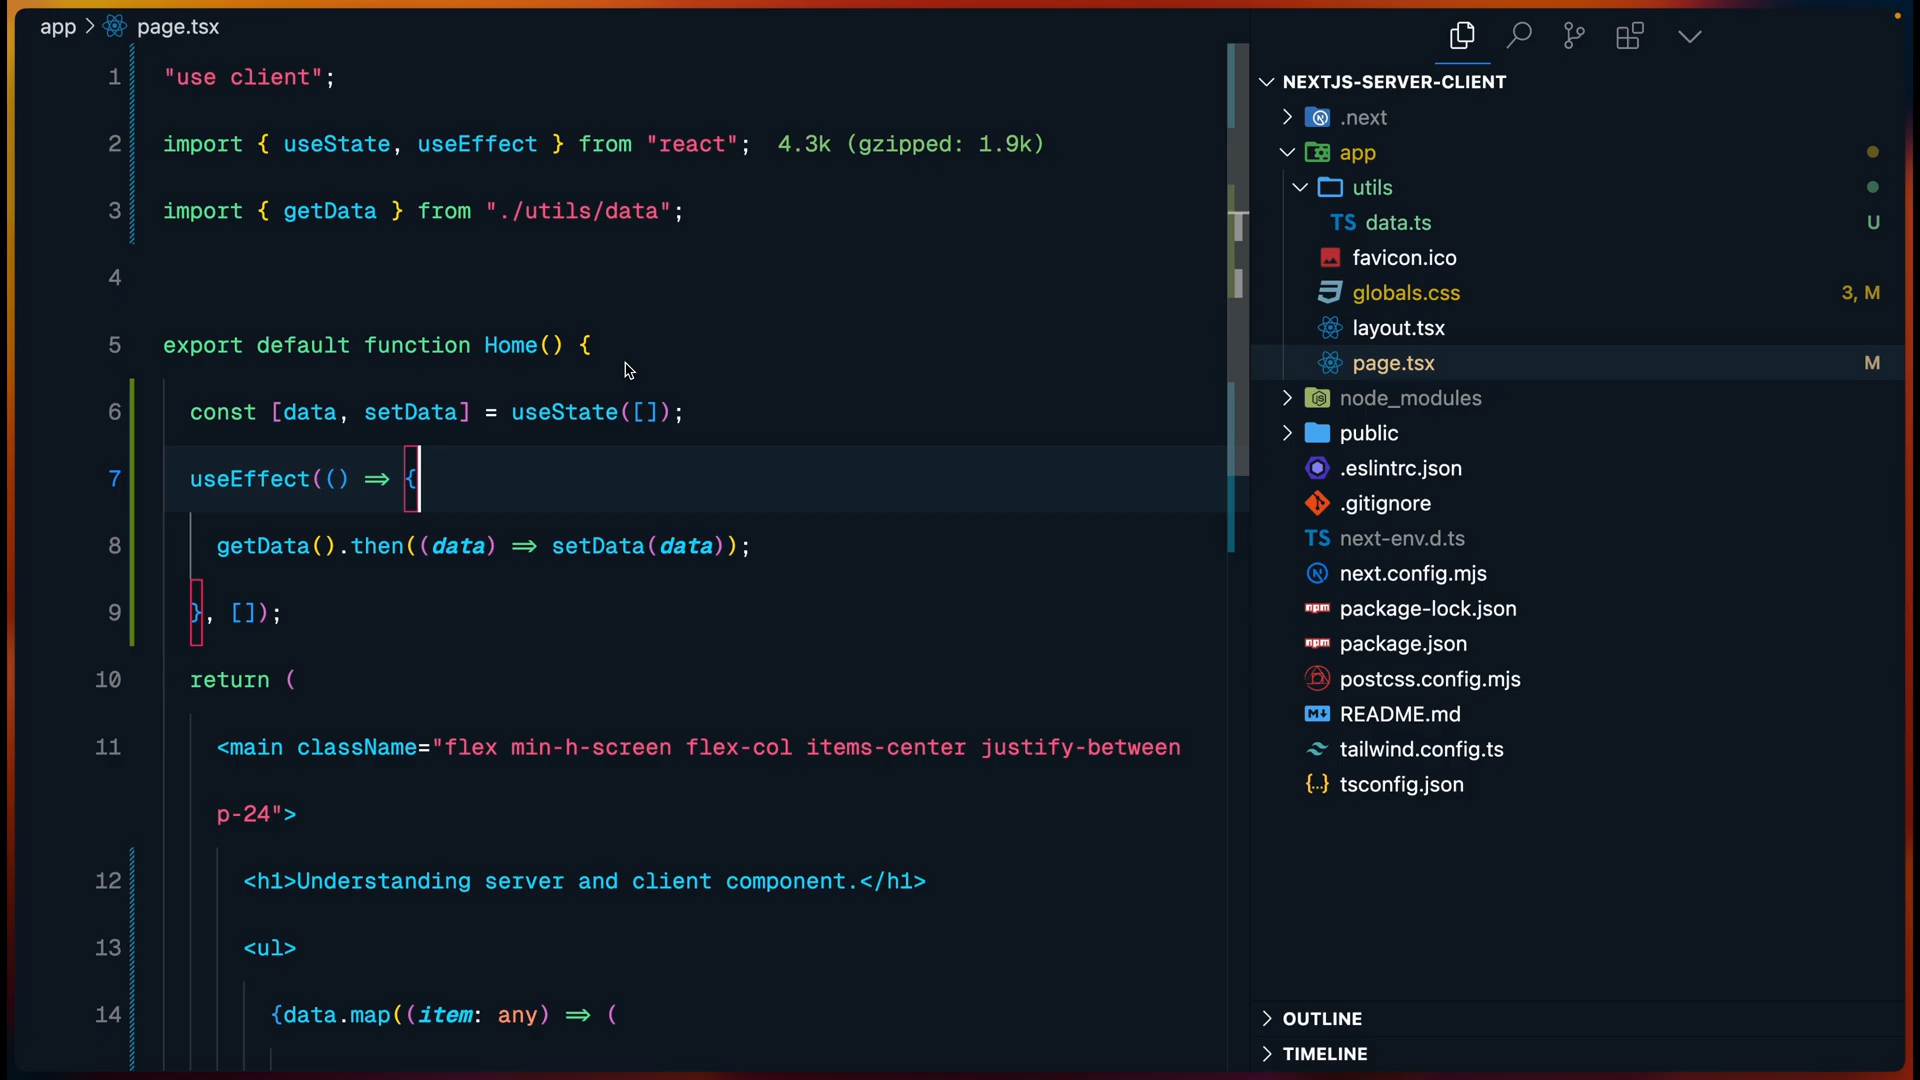 app > page.tsx
1 "use client";
2 import { useState, useEffect } from "react"; 4.3k (gzipped: 1.9k)
3 import { getData } from "./utils/data";
4
5 export default function Home() {
6 const [data, setData] = useState([]);
7 useEffect(() => {
8 getData().then((data) => setData(data));
9 }, []);
10 return (
11 <main className="flex min-h-screen flex-col items-center justify-between
p-24">
12 <h1>Understanding server and client component.</h1>
13 <ul>
14 {data.map((item: any) => (
NEXTJS-SERVER-CLIENT
.next
app
utils
TS data.ts U
favicon.ico
globals.css 3, M
layout.tsx
page.tsx M
node_modules
public
.eslintrc.json
.gitignore
TS next-env.d.ts
next.config.mjs
npm package-lock.json
npm package.json
postcss.config.mjs
README.md
tailwind.config.ts
{..} tsconfig.json
OUTLINE
TIMELINE